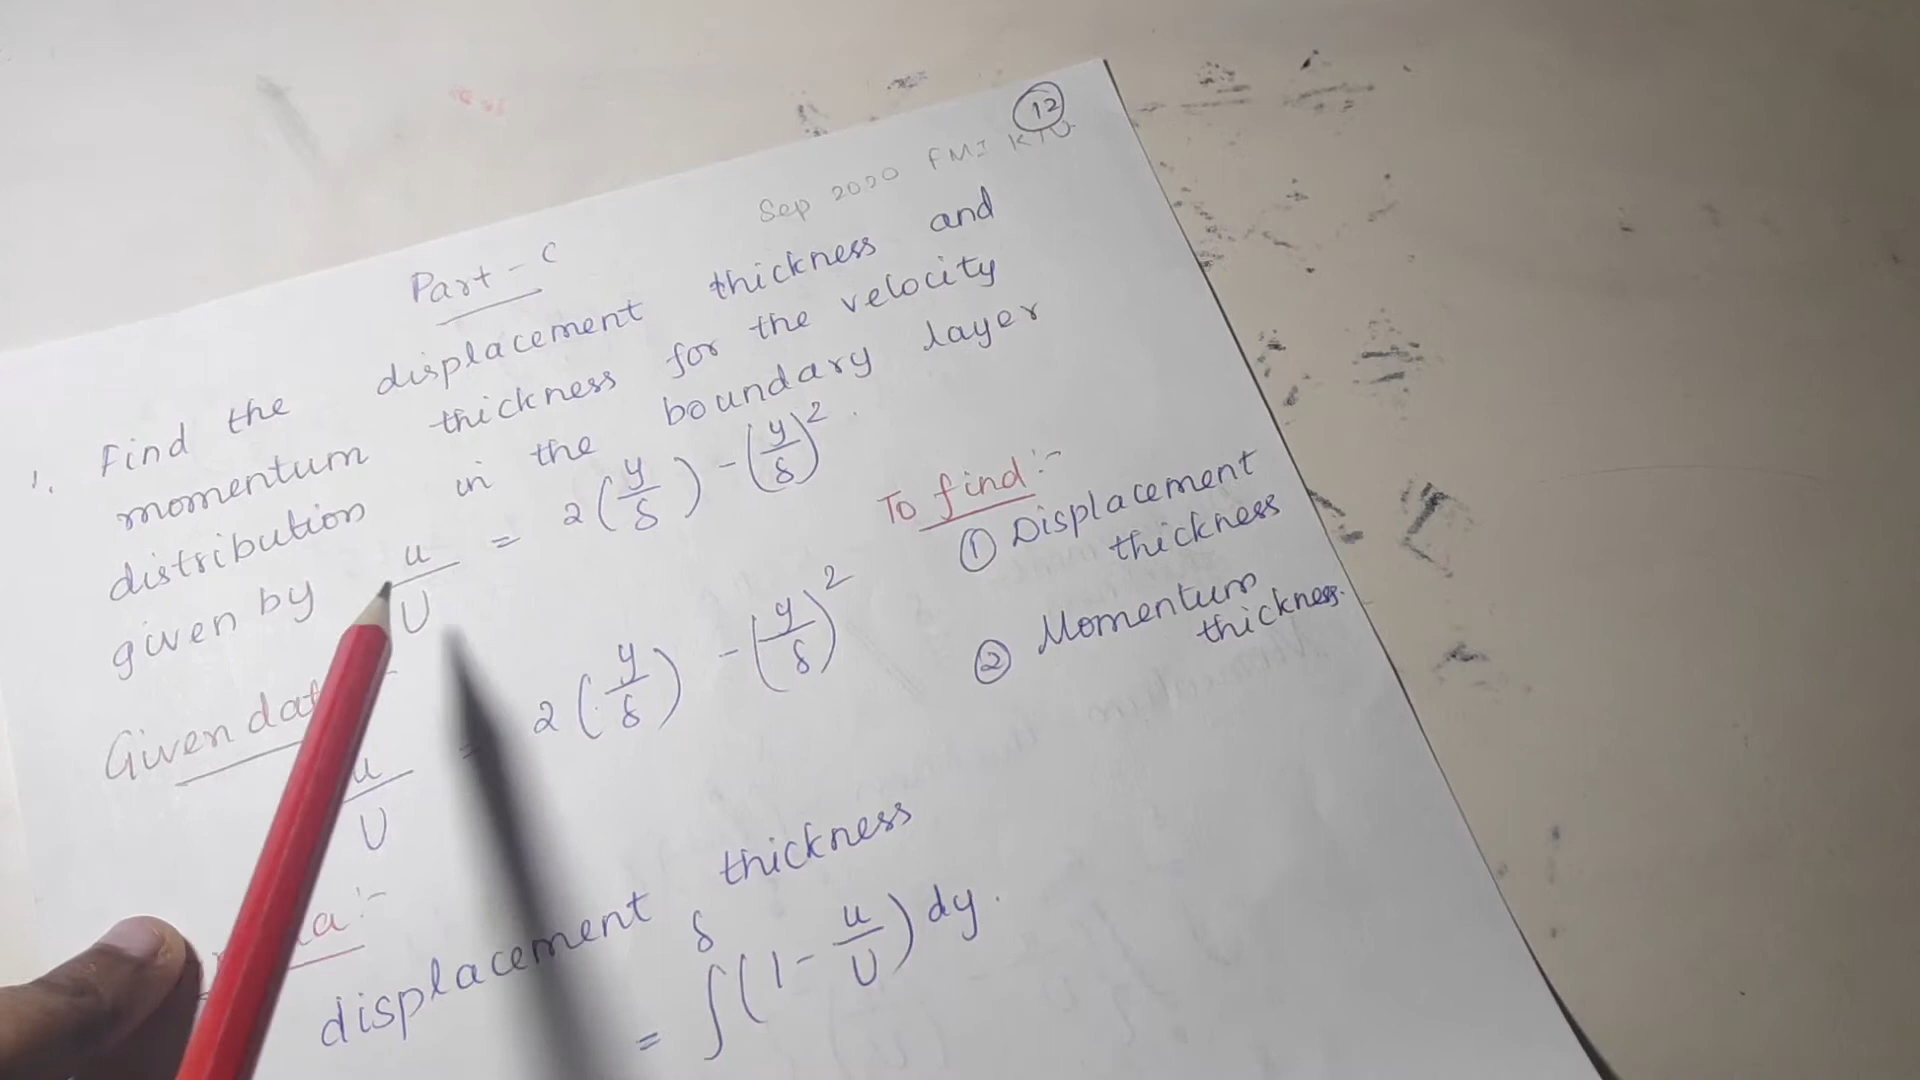 12
Sep 2020 FMI KTU
Part - C
1. Find the displacement thickness and
momentum thickness for the velocity
distribution in the boundary layer
given by u/U = 2(y/δ) - (y/δ)².
Given dat
u/U = 2(y/δ) - (y/δ)²
To find :-
① Displacement
thickness
② Momentum
thickness.
a :-
displacement thickness
= ∫ δ (1 - u/U) dy.